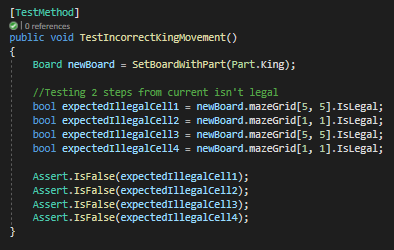 [TestMethod]
0 references
public void TestIncorrectKingMovement()
{
Board newBoard = SetBoardWithPart(Part.King);
//Testing 2 steps from current isn't legal
bool expectedIllegalCell1 = newBoard.mazeGrid[5, 5].IsLegal;
bool expectedIllegalCell2 = newBoard.mazeGrid[1, 1].IsLegal;
bool expectedIllegalCell3 = newBoard.mazeGrid[5, 5].IsLegal;
bool expectedIllegalCell4 = newBoard.mazeGrid[1, 1].IsLegal;
Assert.IsFalse(expectedIllegalCell1);
Assert.IsFalse(expectedIllegalCell2);
Assert.IsFalse(expectedIllegalCell3);
Assert.IsFalse(expectedIllegalCell4);
}